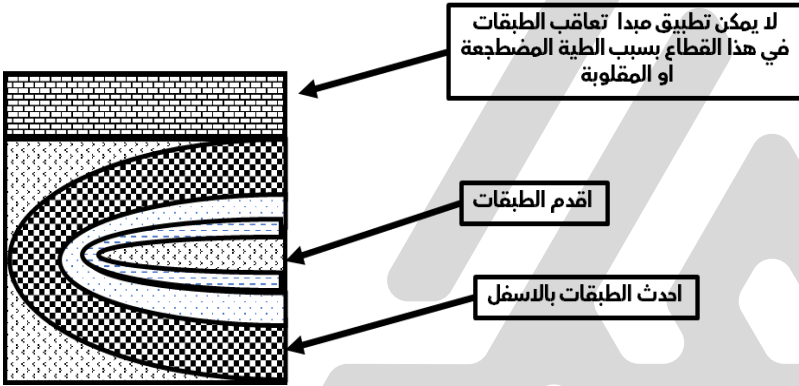 لا يمكن تطبيق مبدا تعاقب الطبقات
في هذا القطاع بسبب الطية المضطجعة
او المقلوبة
اقدم الطبقات
احدث الطبقات بالاسفل